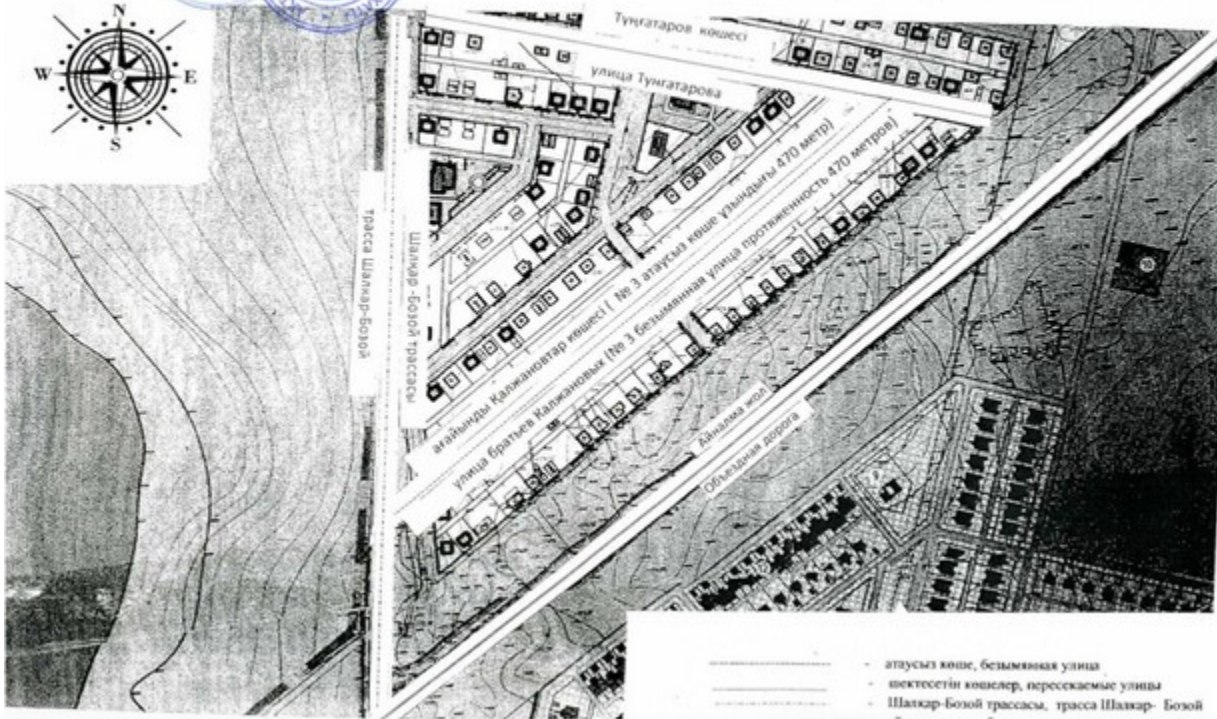 N
W E
S
Тұңғатаров көшесі
улица Тунгатарова
трасса Шалкар-Бозой
Шалкар -Бозой трассасы
ағайынды Қалжановтар көшесі ( № 3 атаусыз көше ұзындығы 470 метр)
улица братьев Калжановых (№ 3 безымянная улица протяженность 470 метров)
Айналма жол
Объездная дорога
- атаусыз көше, безымянная улица
- шектесетін көшелер, пересекаемые улицы
- Шалкар-Бозой трассасы, трасса Шалкар- Бозой